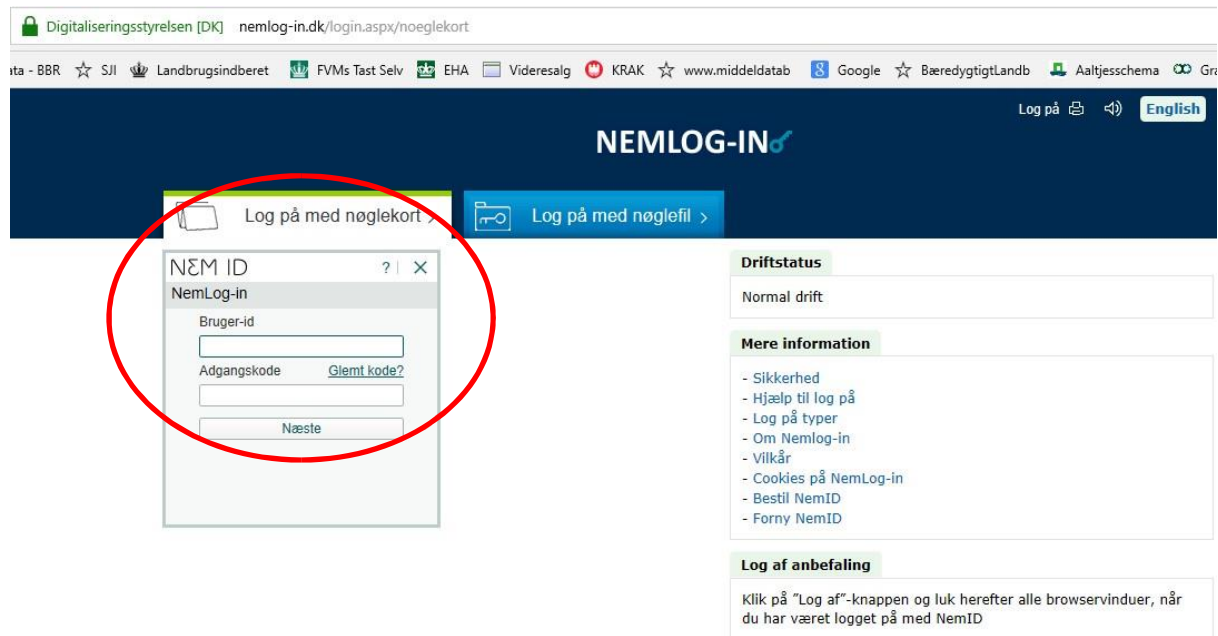 Digitaliseringsstyrelsen [DK] nemlog-in.dk/login.aspx/noeglekort
ata - BBR SJI Landbrugsindberet FVMs Tast Selv EHA Videresalg KRAK www.middeldatab Google BæredygtigtLandb Aaltjesschema Gra
Log på English
NEMLOG-IN
Log på med nøglekort > Log på med nøglefil >
NEM ID ? | X
NemLog-in
Bruger-id
Adgangskode Glemt kode?
Næste
Driftstatus
Normal drift
Mere information
- Sikkerhed
- Hjælp til log på
- Log på typer
- Om Nemlog-in
- Vilkår
- Cookies på NemLog-in
- Bestil NemID
- Forny NemID
Log af anbefaling
Klik på "Log af"-knappen og luk herefter alle browservinduer, når
du har været logget på med NemID